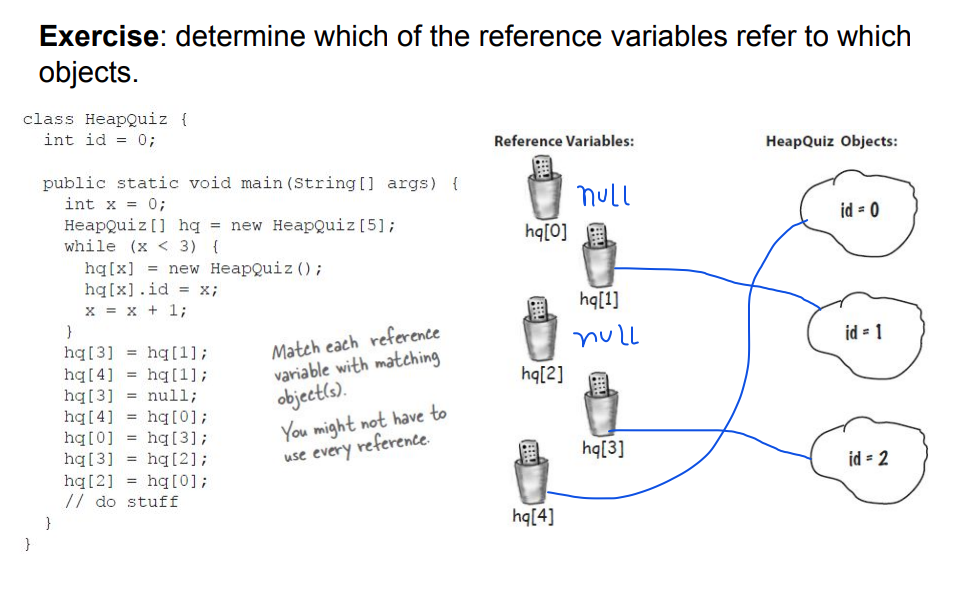 Exercise: determine which of the reference variables refer to which
objects.
class HeapQuiz {
int id = 0;
public static void main(String[] args) {
int x = 0;
HeapQuiz[] hq = new HeapQuiz[5];
while (x < 3) {
hq[x] = new HeapQuiz();
hq[x].id = x;
x = x + 1;
}
hq[3] = hq[1];
hq[4] = hq[1];
hq[3] = null;
hq[4] = hq[0];
hq[0] = hq[3];
hq[3] = hq[2];
hq[2] = hq[0];
// do stuff
}
}
Match each reference
variable with matching
object(s).
You might not have to
use every reference.
Reference Variables:
null
hq[0]
hq[1]
null
hq[2]
hq[3]
hq[4]
HeapQuiz Objects:
id = 0
id = 1
id = 2